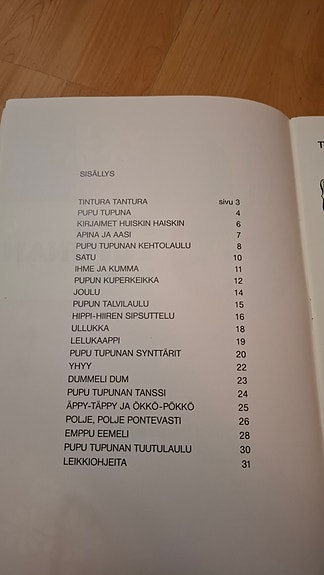 SISÄLLYS
TINTURA TANTURA sivu 3
PUPU TUPUNA 4
KIRJAIMET HUISKIN HAISKIN 6
APINA JA AASI 7
PUPU TUPUNAN KEHTOLAULU 8
SATU 10
IHME JA KUMMA 11
PUPUN KUPERKEIKKA 12
JOULU 14
PUPUN TALVILAULU 15
HIPPI-HIIREN SIPSUTTELU 16
ULLUKKA 18
LELUKAAPPI 19
PUPU TUPUNAN SYNTTÄRIT 20
YHYY 22
DUMMELI DUM 23
PUPU TUPUNAN TANSSI 24
ÄPPY-TÄPPY JA ÖKKÖ-PÖKKÖ 25
POLJE, POLJE PONTEVASTI 26
EMPPU EEMELI 28
PUPU TUPUNAN TUUTULAULU 30
LEIKKIOHJEITA 31